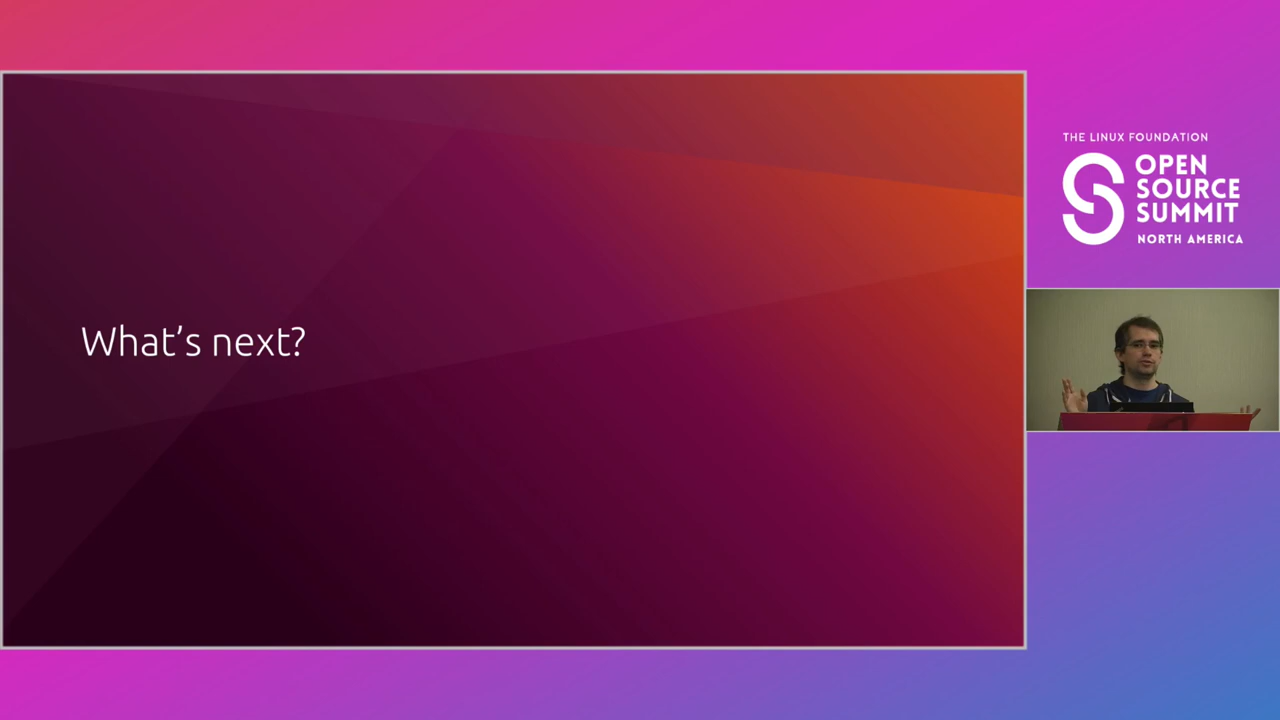 What's next?
THE LINUX FOUNDATION
OPEN
SOURCE
SUMMIT
NORTH AMERICA